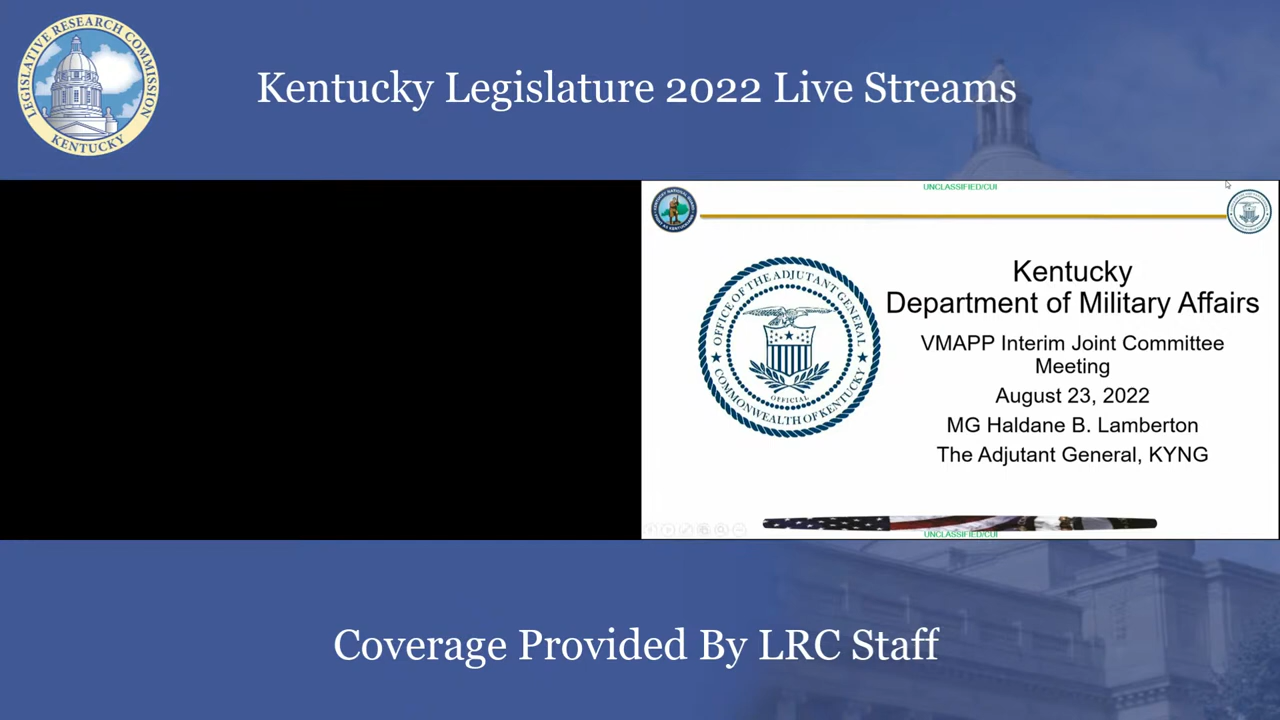 LEGISLATIVE RESEARCH COMMISSION
KENTUCKY
Kentucky Legislature 2022 Live Streams
UNCLASSIFIED/CUI
OFFICE OF THE ADJUTANT GENERAL
OFFICIAL
COMMONWEALTH OF KENTUCKY
Kentucky
Department of Military Affairs
VMAPP Interim Joint Committee
Meeting
August 23, 2022
MG Haldane B. Lamberton
The Adjutant General, KYNG
UNCLASSIFIED/CUI
Coverage Provided By LRC Staff